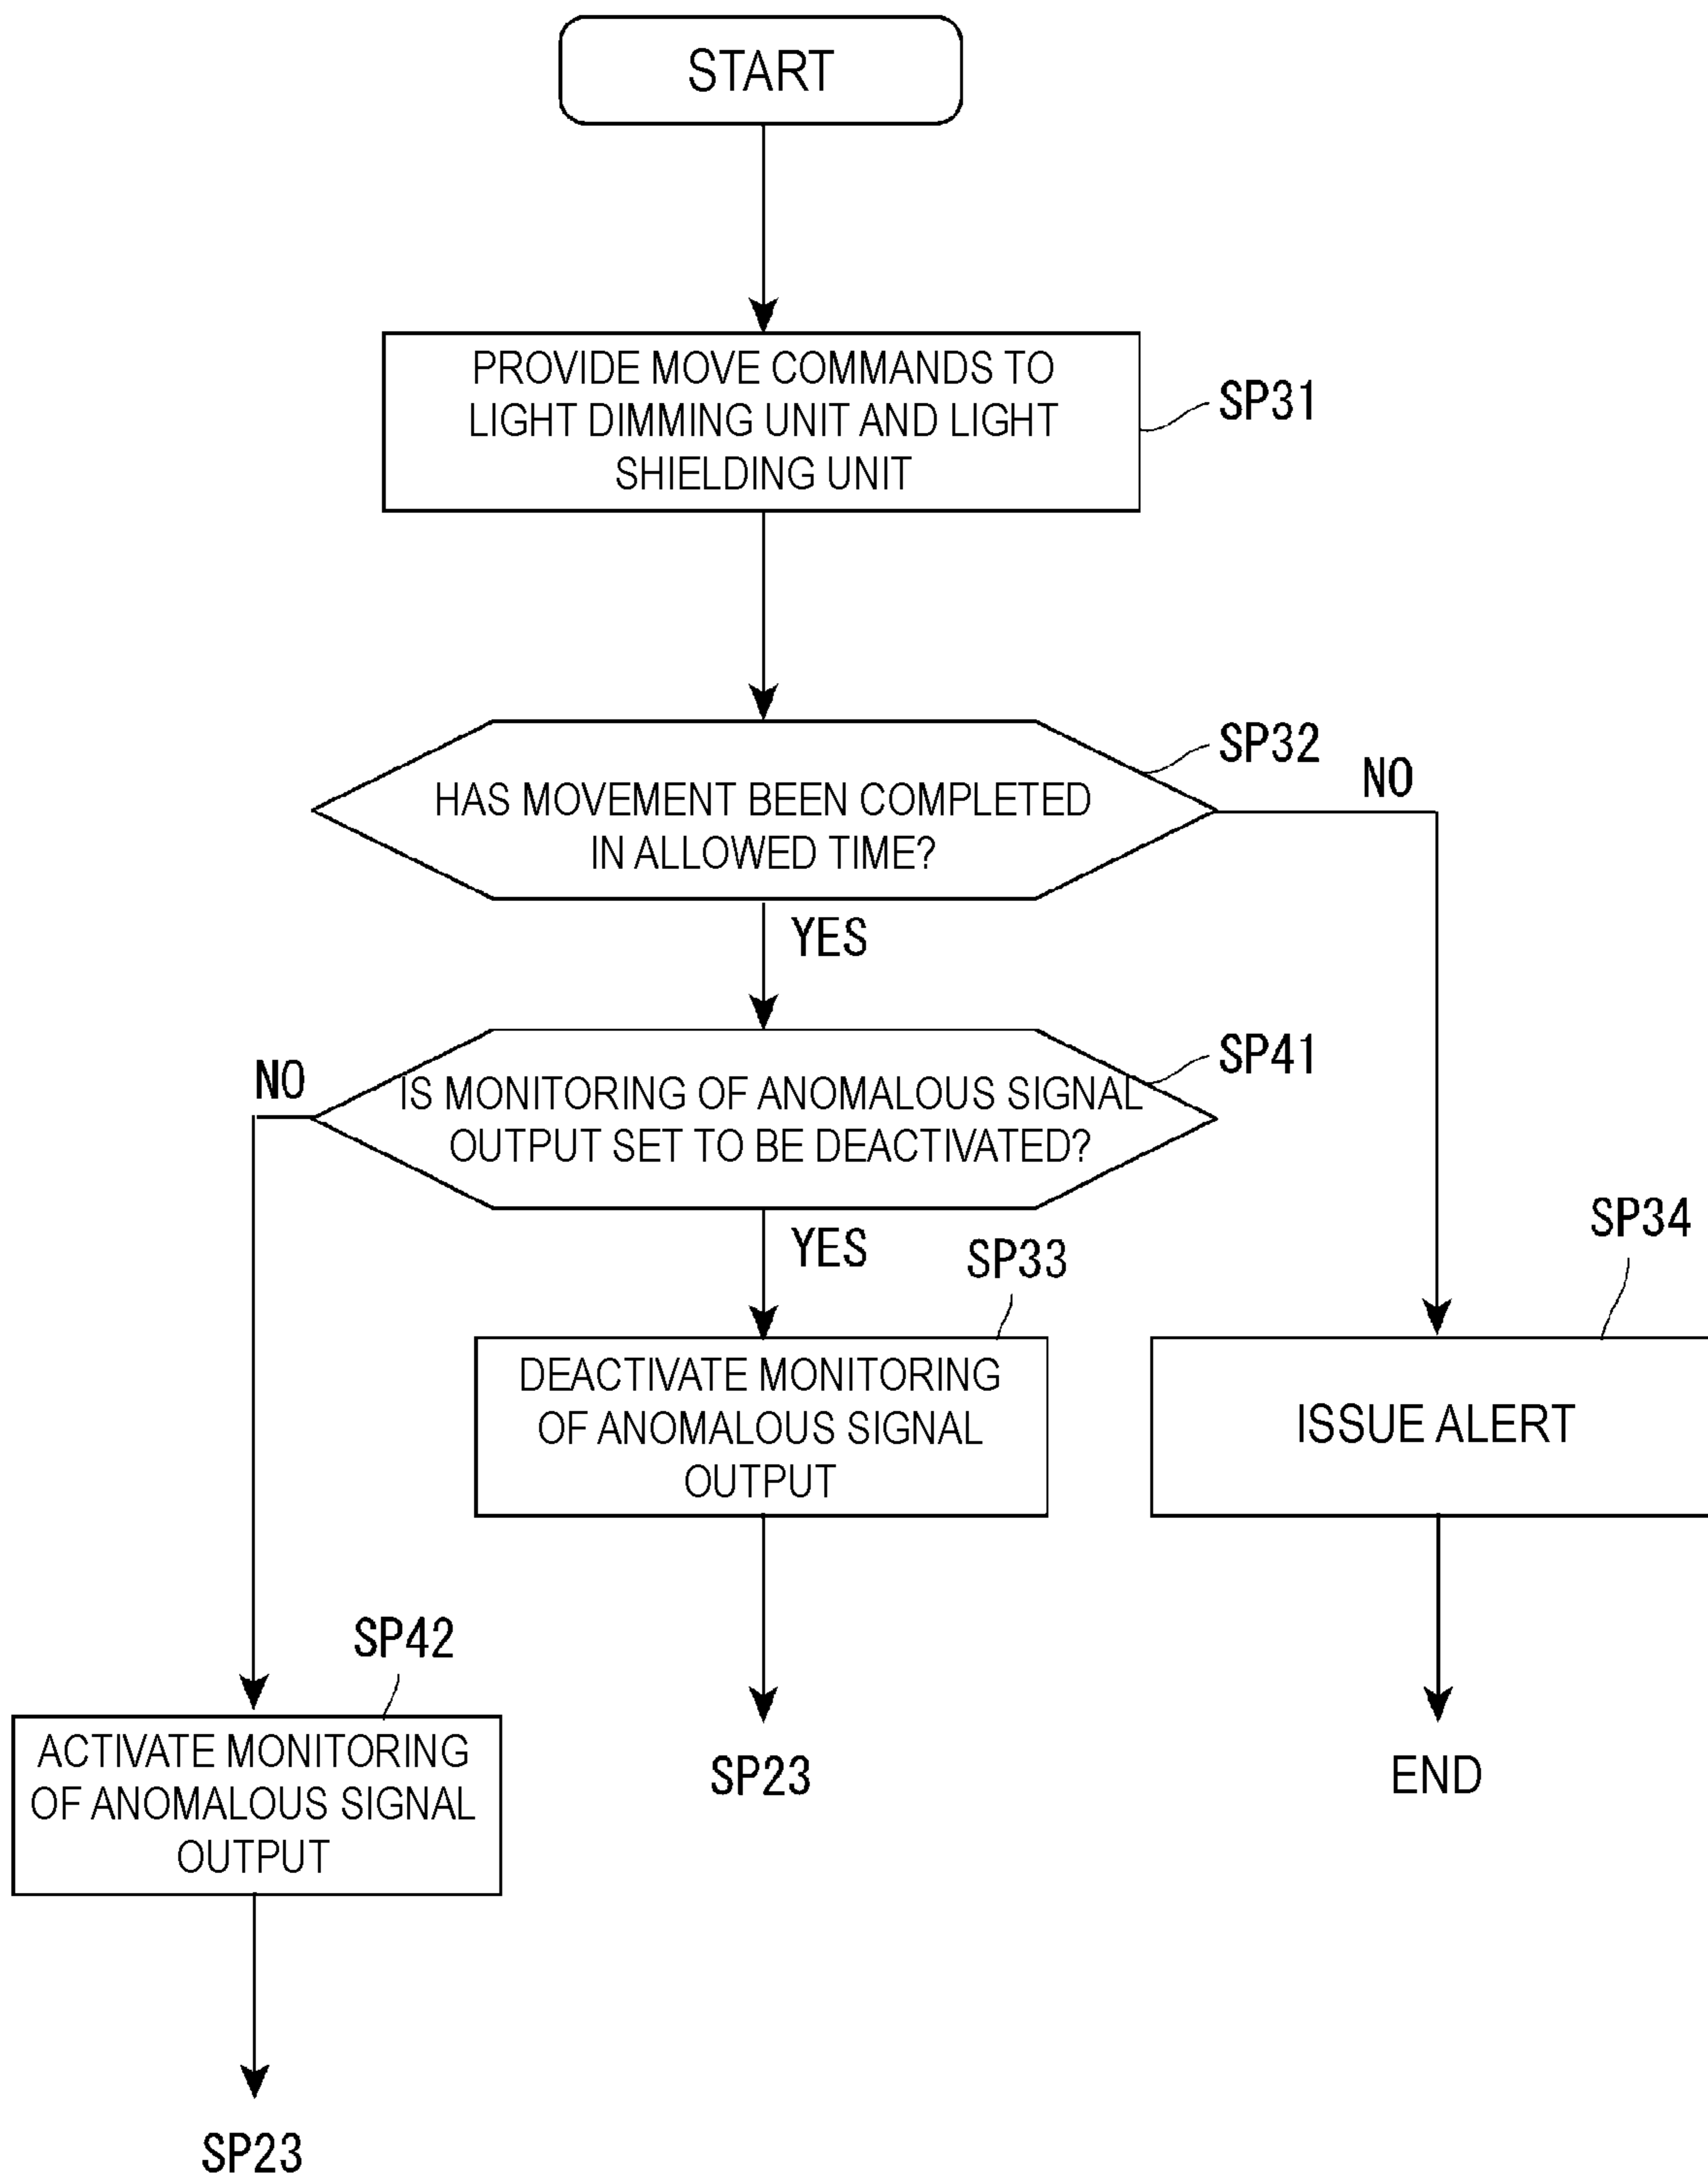 START
PROVIDE MOVE COMMANDS TO
LIGHT DIMMING UNIT AND LIGHT
SHIELDING UNIT
SP31
HAS MOVEMENT BEEN COMPLETED
IN ALLOWED TIME?
SP32
NO
YES
IS MONITORING OF ANOMALOUS SIGNAL
OUTPUT SET TO BE DEACTIVATED?
SP41
NO
YES
SP33
DEACTIVATE MONITORING
OF ANOMALOUS SIGNAL
OUTPUT
SP34
ISSUE ALERT
SP42
ACTIVATE MONITORING
OF ANOMALOUS SIGNAL
OUTPUT
SP23
END
SP23